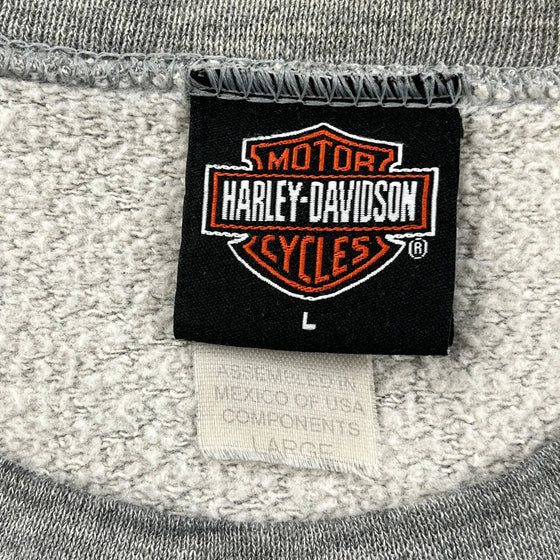 MOTOR
HARLEY-DAVIDSON
CYCLES ®
L
ASSEMBLED IN
MEXICO OF USA
COMPONENTS
LARGE